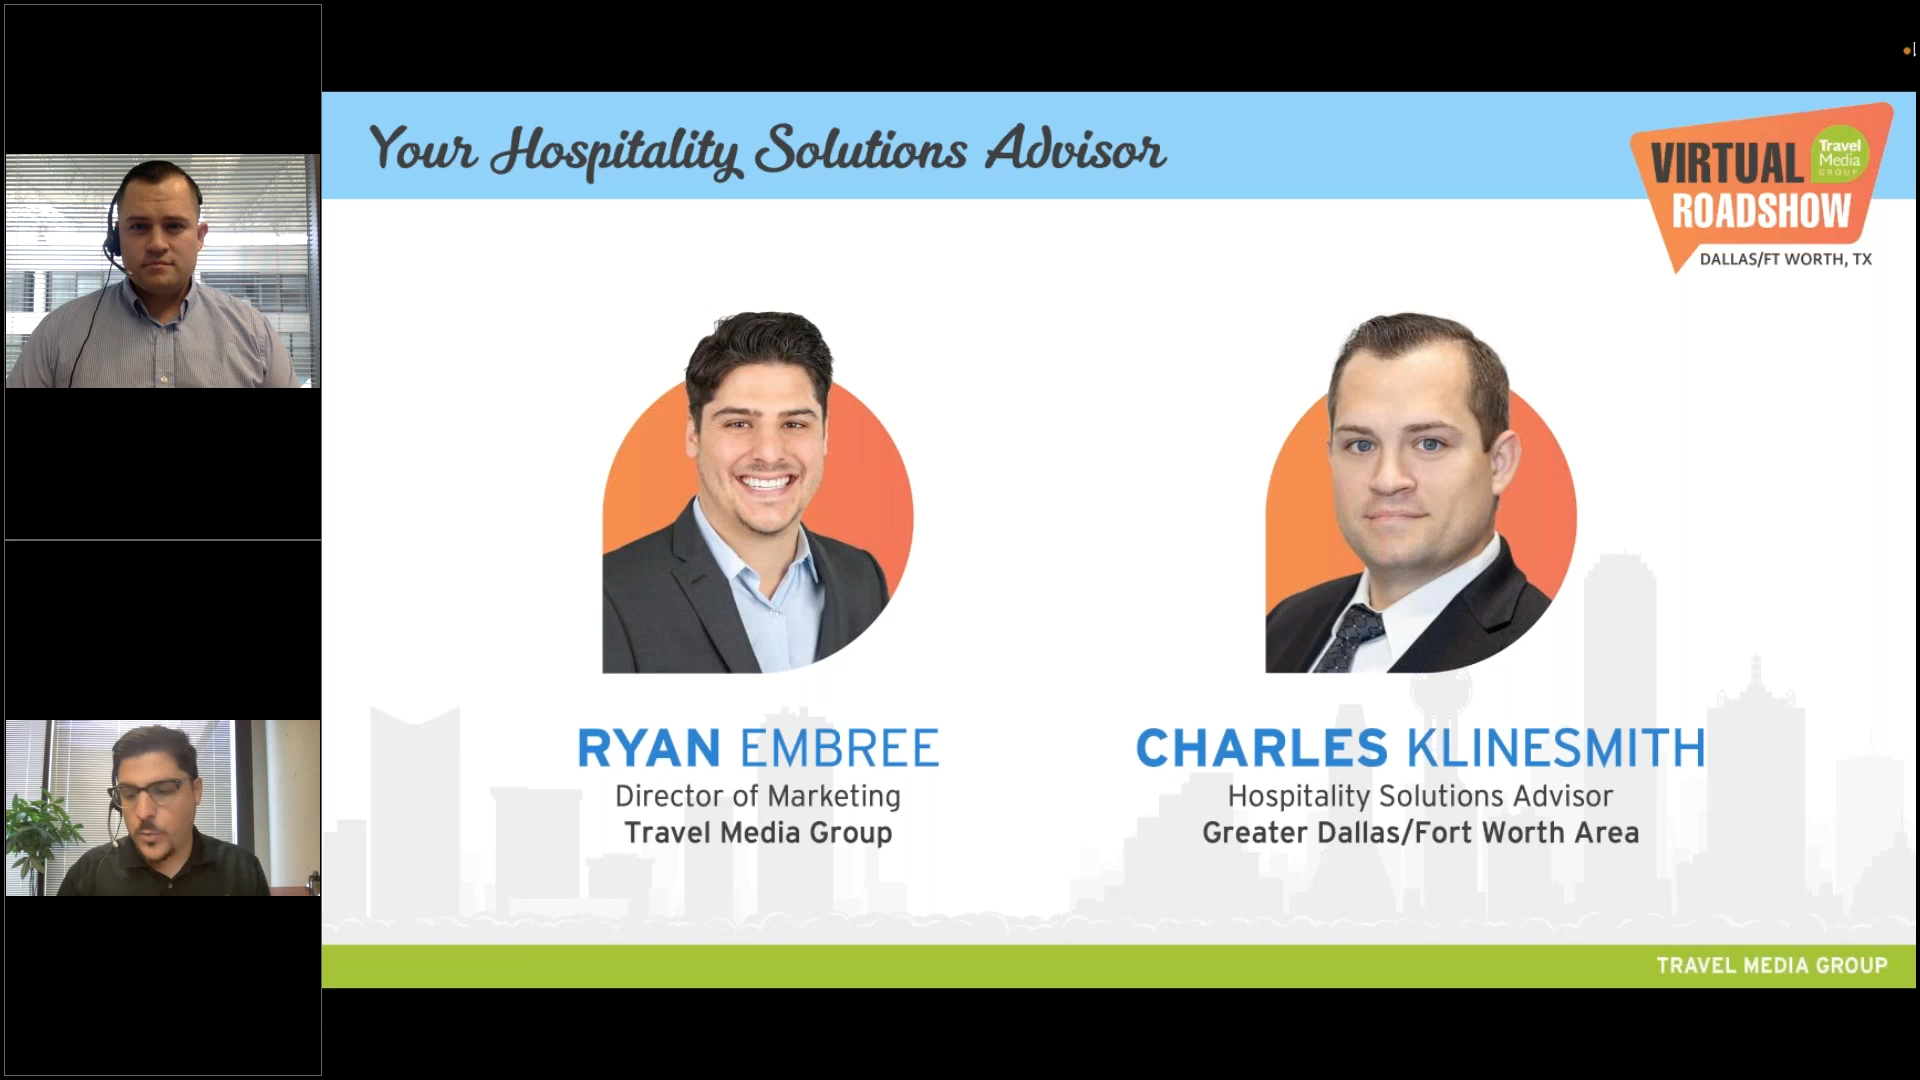 Your Hospitality Solutions Advisor
VIRTUAL
ROADSHOW
Travel
Media
GROUP
DALLAS/FT WORTH, TX
RYAN EMBREE
Director of Marketing
Travel Media Group
CHARLES KLINESMITH
Hospitality Solutions Advisor
Greater Dallas/Fort Worth Area
TRAVEL MEDIA GROUP